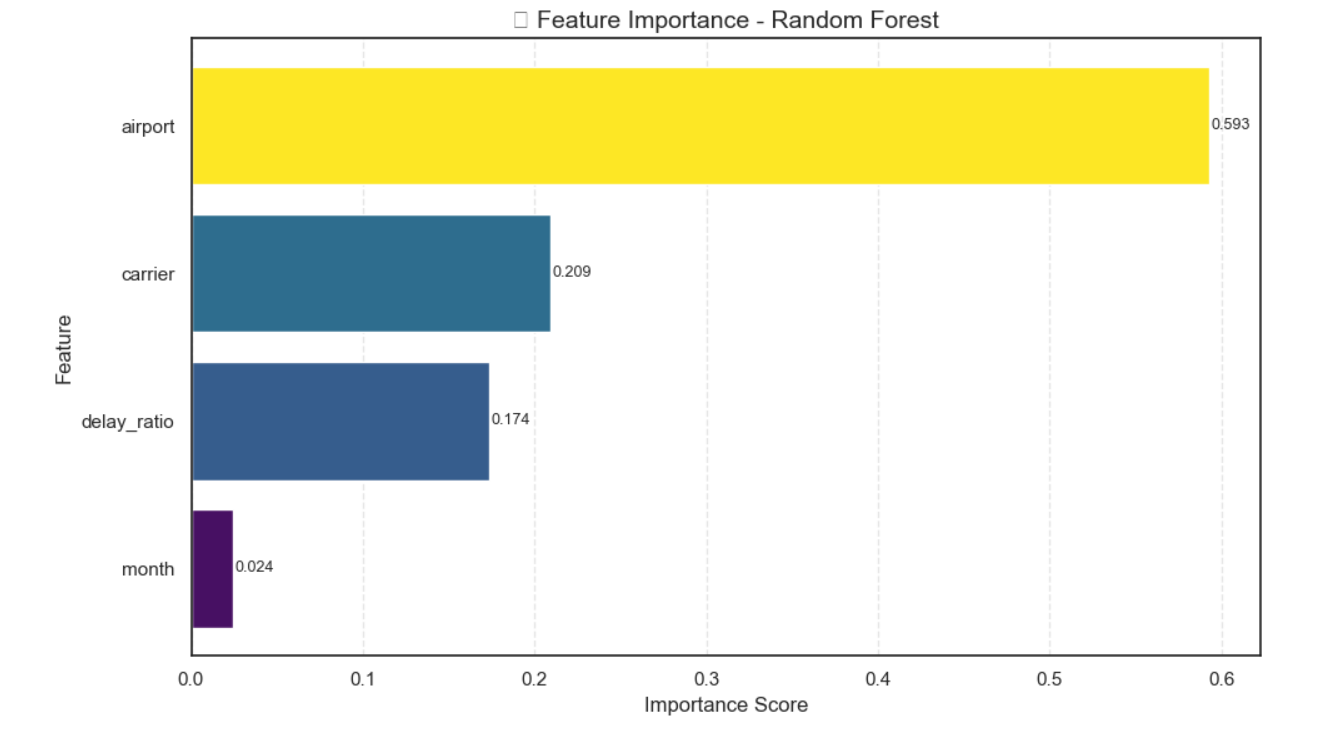 ▯ Feature Importance - Random Forest
airport
0.593
carrier
0.209
Feature
delay_ratio
0.174
month
0.024
0.0 0.1 0.2 0.3 0.4 0.5 0.6
Importance Score